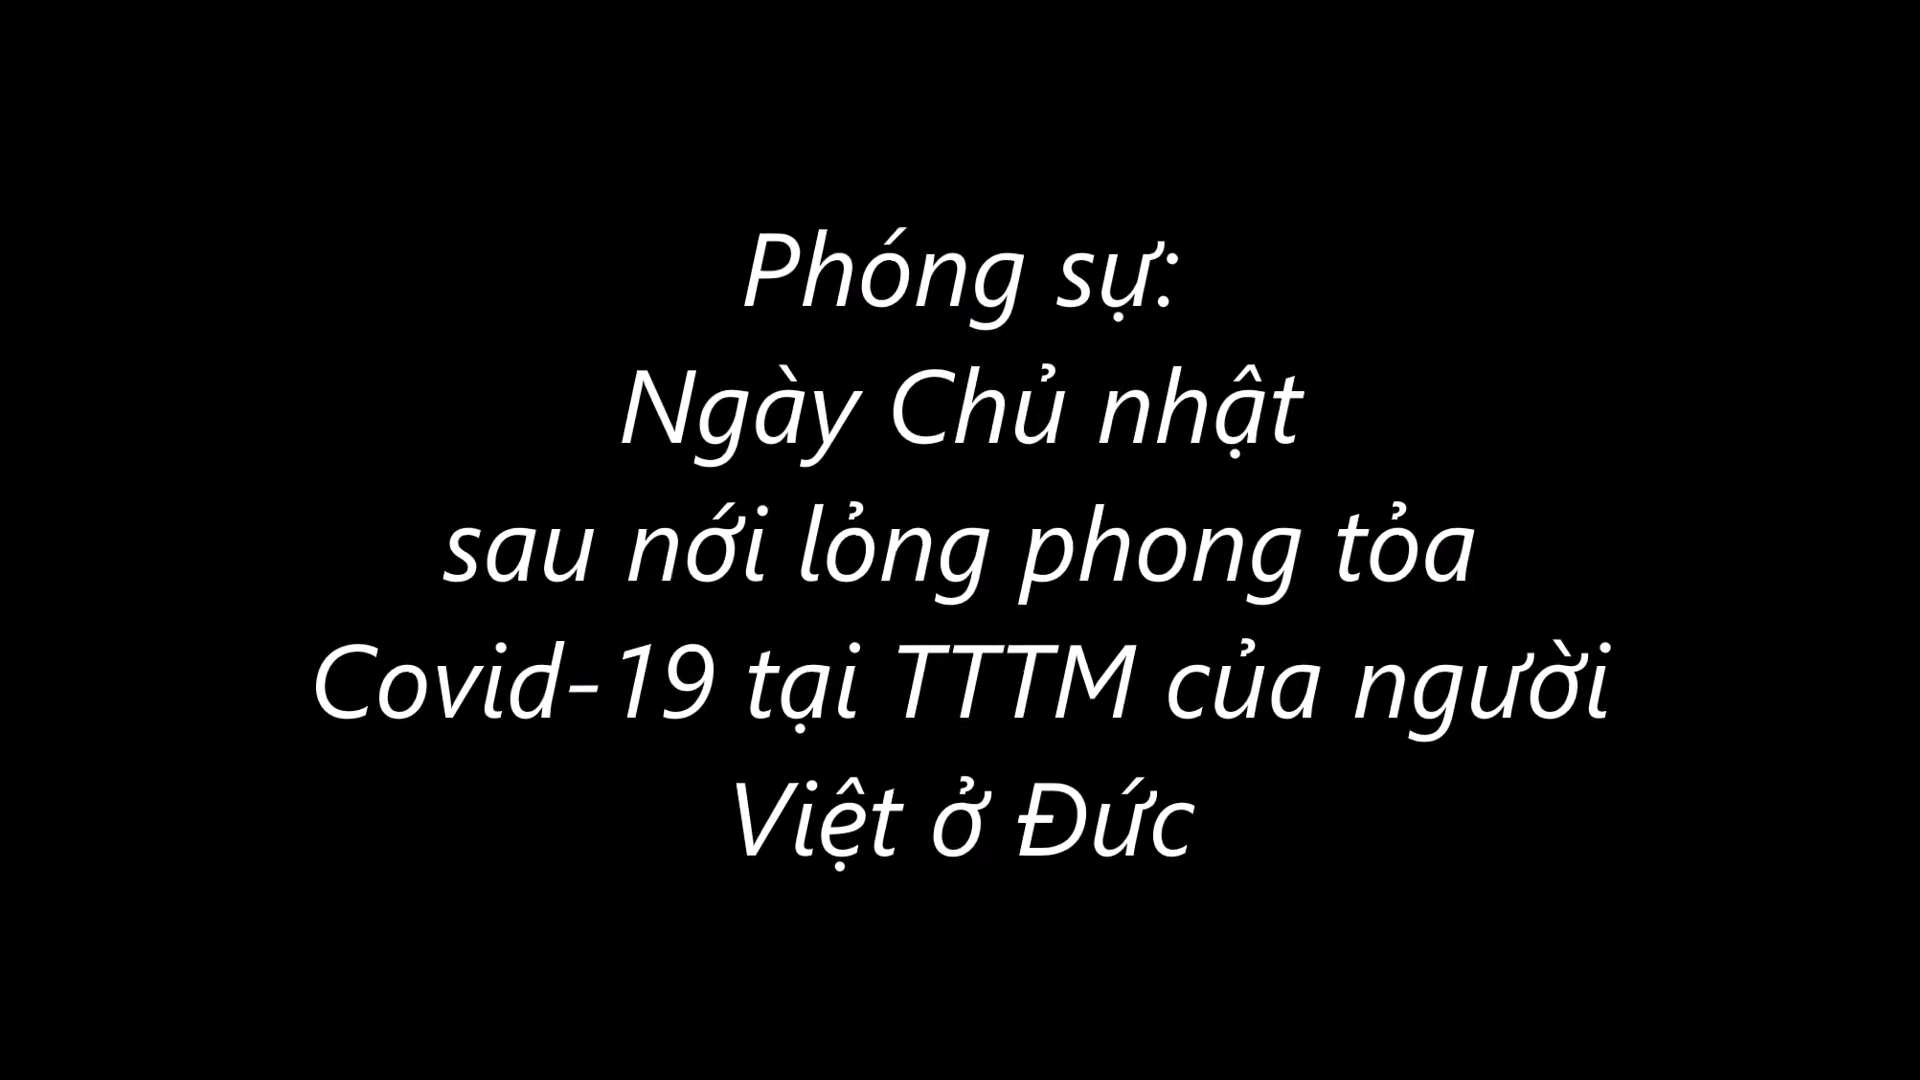 Phóng sự:
Ngày Chủ nhật
sau nới lỏng phong tỏa
Covid-19 tại TTTM của người
Việt ở Đức